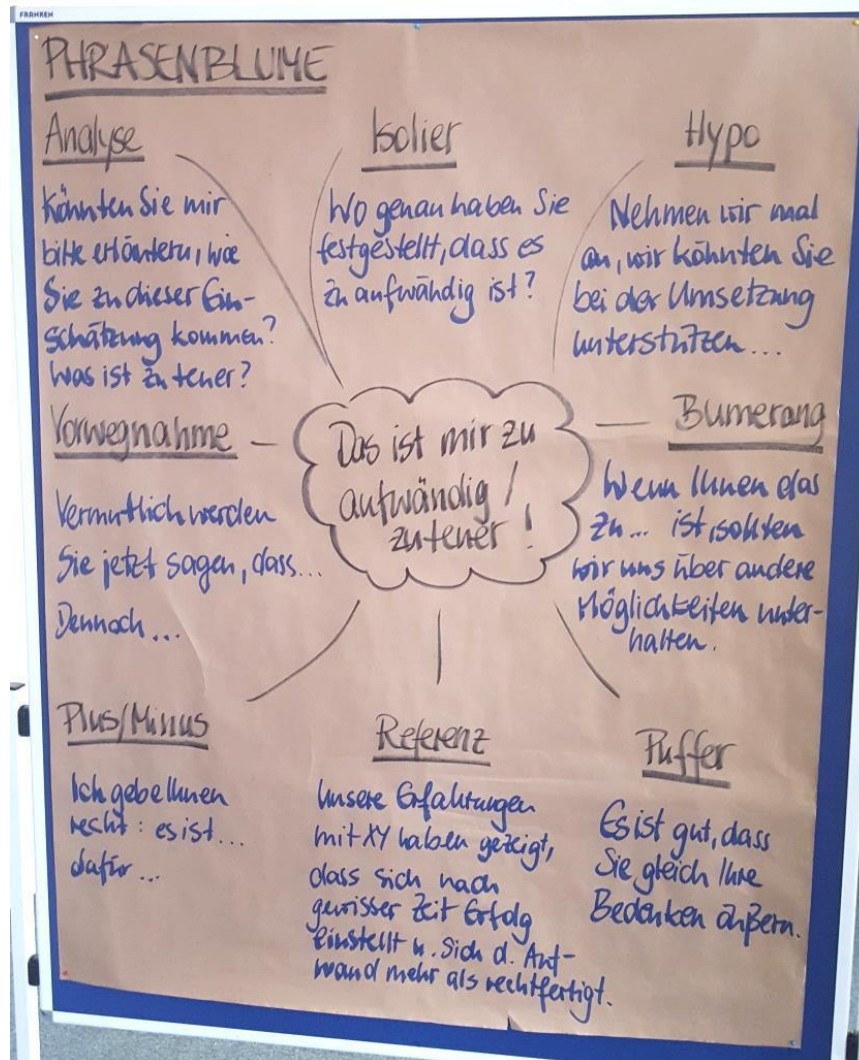 FRANKEN
PHRASENBLUME
Analyse
Könnten Sie mir
bitte erläutern, wie
Sie zu dieser Ein-
schätzung kommen?
Was ist zu teuer?
Isolier
Wo genau haben Sie
festgestellt, dass es
zu aufwändig ist?
Hypo
Nehmen wir mal
an, wir könnten Sie
bei der Umsetzung
unterstützen...
Vorwegnahme
Vermutlich werden
Sie jetzt sagen, dass...
Dennoch...
Das ist mir zu
aufwändig /
zu teuer!
Bumerang
Wenn Ihnen das
zu... ist, sollten
wir uns über andere
Möglichkeiten unter-
halten.
Plus/Minus
Ich gebe Ihnen
recht: es ist...
dafür...
Referenz
Unsere Erfahrungen
mit XY haben gezeigt,
dass sich nach
gewisser Zeit Erfolg
einstellt u. sich d. Auf-
wand mehr als rechtfertigt.
Puffer
Es ist gut, dass
Sie gleich Ihre
Bedenken äußern.